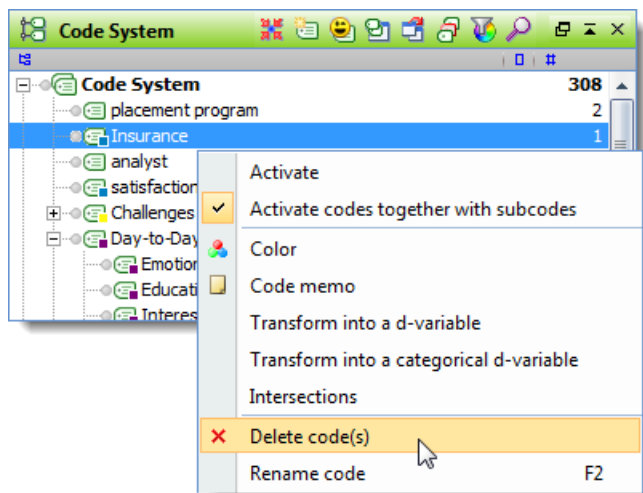 Code System
#
Code System 308
placement program 2
Insurance 1
analyst
satisfaction
Challenges
Day-to-Day
Emotion
Educati
Interes
Activate
Activate codes together with subcodes
Color
Code memo
Transform into a d-variable
Transform into a categorical d-variable
Intersections
Delete code(s)
Rename code F2